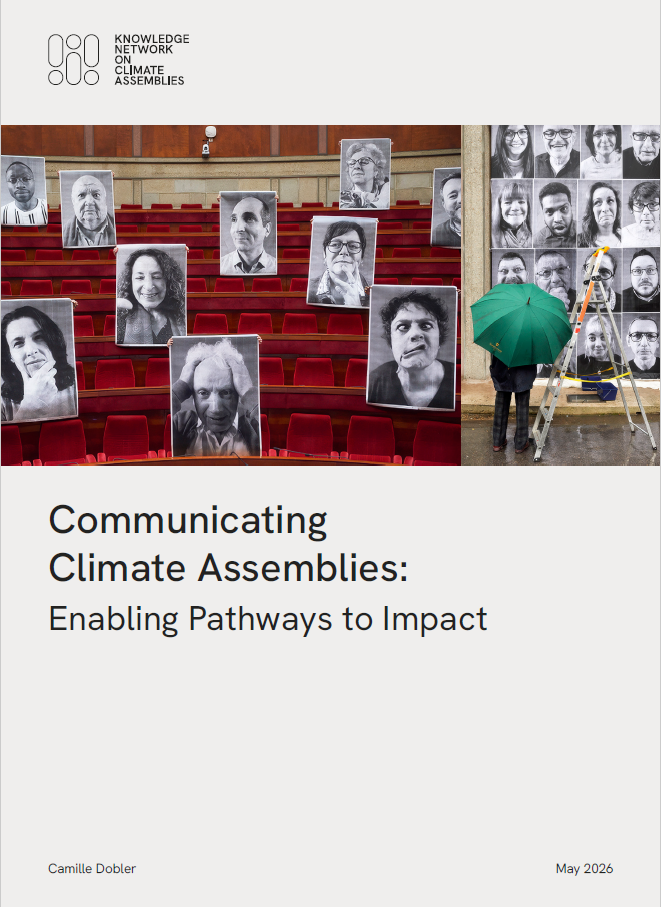 KNOWLEDGE
NETWORK
ON
CLIMATE
ASSEMBLIES
Communicating
Climate Assemblies:
Enabling Pathways to Impact
Camille Dobler
May 2026